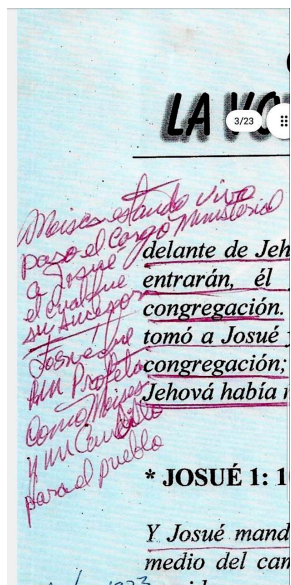 LA VO
3/23
Moises estando vivo
paso el Cargo Ministerial
a Josue
el cual fue
su sucesor
Josue fue
un Profeta
Como Moises
y un Caudillo
para el pueblo
delante de Jeh
entrarán, él
congregación.
tomó a Josué y
congregación;
Jehová había
* JOSUÉ 1: 1
Y Josué mand
medio del cam